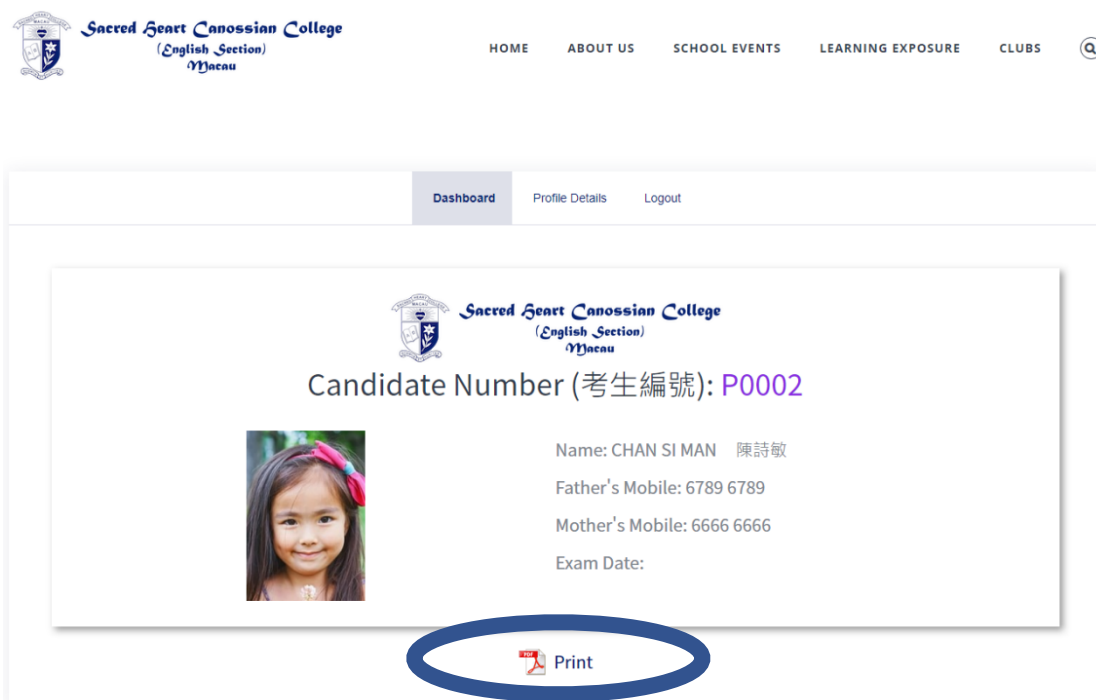 Sacred Heart Canossian College
(English Section)
Macau
HOME ABOUT US SCHOOL EVENTS LEARNING EXPOSURE CLUBS
Dashboard Profile Details Logout
Sacred Heart Canossian College
(English Section)
Macau
Candidate Number (考生編號): P0002
Name: CHAN SI MAN 陳詩敏
Father's Mobile: 6789 6789
Mother's Mobile: 6666 6666
Exam Date:
Print